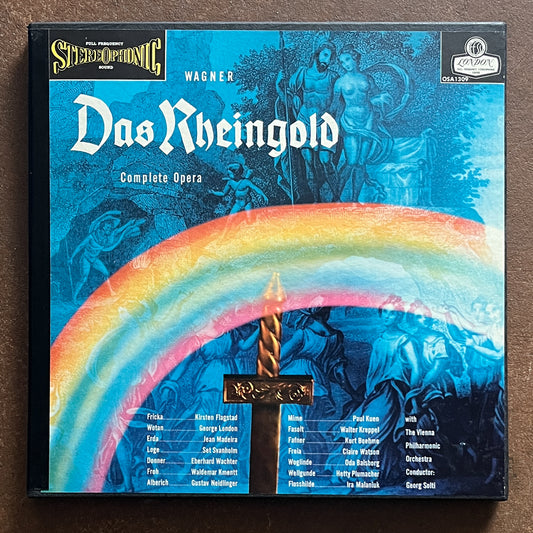 FULL FREQUENCY
STEREOPHONIC
SOUND
LONDON
OSA1309
WAGNER
Das Rheingold
Complete Opera
Fricka Kirsten Flagstad
Wotan George London
Erda Jean Madeira
Loge Set Svanholm
Donner Eberhard Wachter
Froh Waldemar Kmentt
Alberich Gustav Neidlinger
Mime Paul Kuen
Fasolt Walter Kreppel
Fafner Kurt Boehme
Freia Claire Watson
Woglinde Oda Balsborg
Wellgunde Hetty Plumacher
Flosshilde Ira Malaniuk
with
The Vienna
Philharmonic
Orchestra
Conductor:
Georg Solti